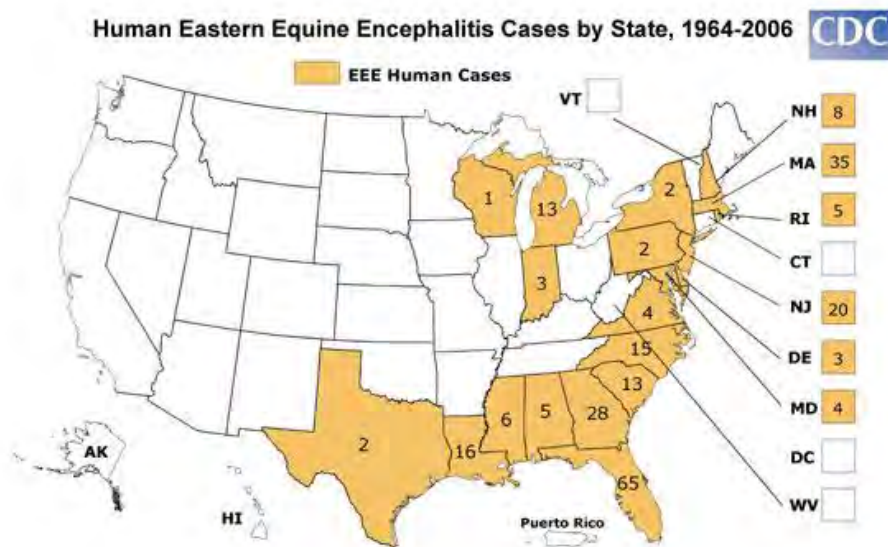 Human Eastern Equine Encephalitis Cases by State, 1964-2006
CDC
EEE Human Cases
VT
NH 8
MA 35
RI 5
CT
NJ 20
DE 3
MD 4
DC
WV
1
13
2
2
3
4
15
13
6
5
28
16
2
65
AK
HI
Puerto Rico